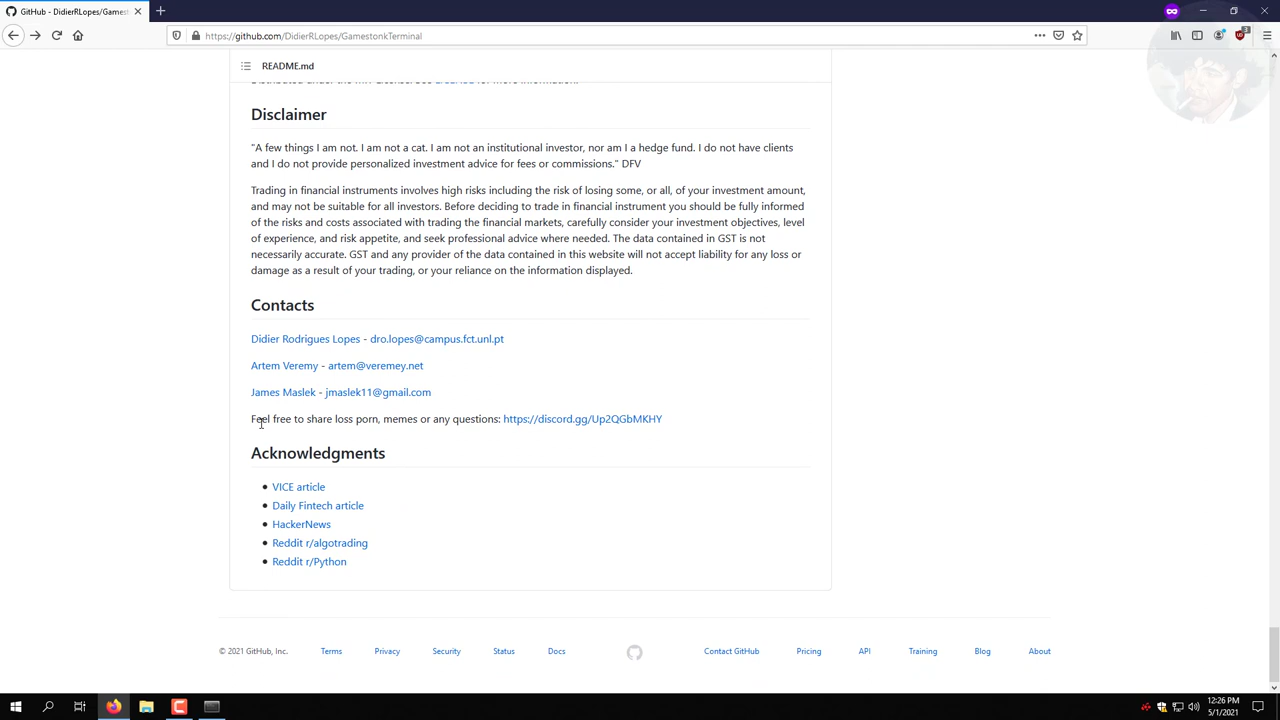 GitHub - DidierRLopes/Gamest
https://github.com/DidierRLopes/GamestonkTerminal
README.md
Disclaimer
"A few things I am not. I am not a cat. I am not an institutional investor, nor am I a hedge fund. I do not have clients
and I do not provide personalized investment advice for fees or commissions." DFV
Trading in financial instruments involves high risks including the risk of losing some, or all, of your investment amount,
and may not be suitable for all investors. Before deciding to trade in financial instrument you should be fully informed
of the risks and costs associated with trading the financial markets, carefully consider your investment objectives, level
of experience, and risk appetite, and seek professional advice where needed. The data contained in GST is not
necessarily accurate. GST and any provider of the data contained in this website will not accept liability for any loss or
damage as a result of your trading, or your reliance on the information displayed.
Contacts
Didier Rodrigues Lopes - dro.lopes@campus.fct.unl.pt
Artem Veremy - artem@veremey.net
James Maslek - jmaslek11@gmail.com
Feel free to share loss porn, memes or any questions: https://discord.gg/Up2QGbMKHY
Acknowledgments
VICE article
Daily Fintech article
HackerNews
Reddit r/algotrading
Reddit r/Python
© 2021 GitHub, Inc. Terms Privacy Security Status Docs Contact GitHub Pricing API Training Blog About
12:26 PM
5/1/2021